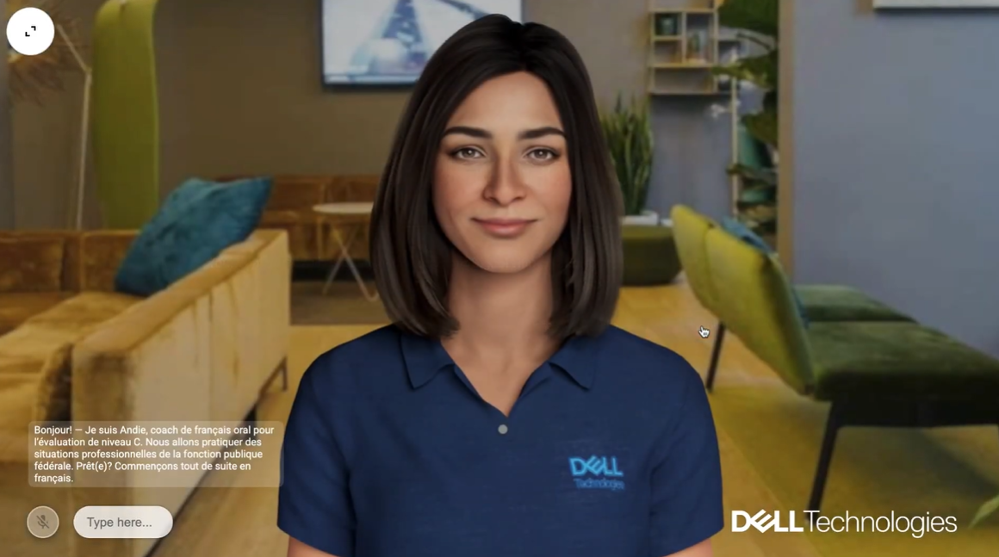 Bonjour! — Je suis Andie, coach de français oral pour
l'évaluation de niveau C. Nous allons pratiquer des
situations professionnelles de la fonction publique
fédérale. Prêt(e)? Commençons tout de suite en
français.
Type here...
DELL
Technologies
DELLTechnologies